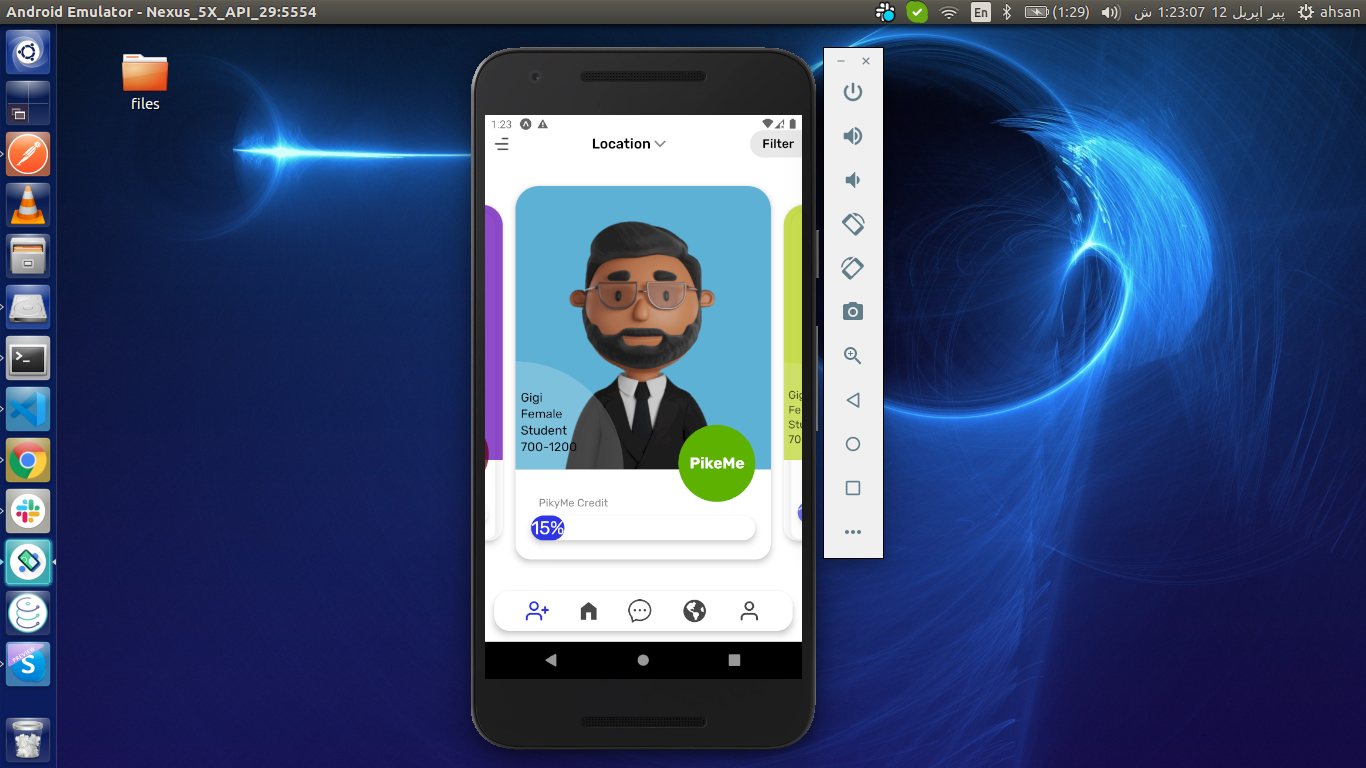 Android Emulator - Nexus_5X_API_29:5554
En
(1:29)
پیر اپریل 12 1:23:07 ش
ahsan
files
1:23
Location
Filter
Gigi
Female
Student
700-1200
PikeMe
PikyMe Credit
15%
Gig
Fe
Stu
70
PREVIEW
S